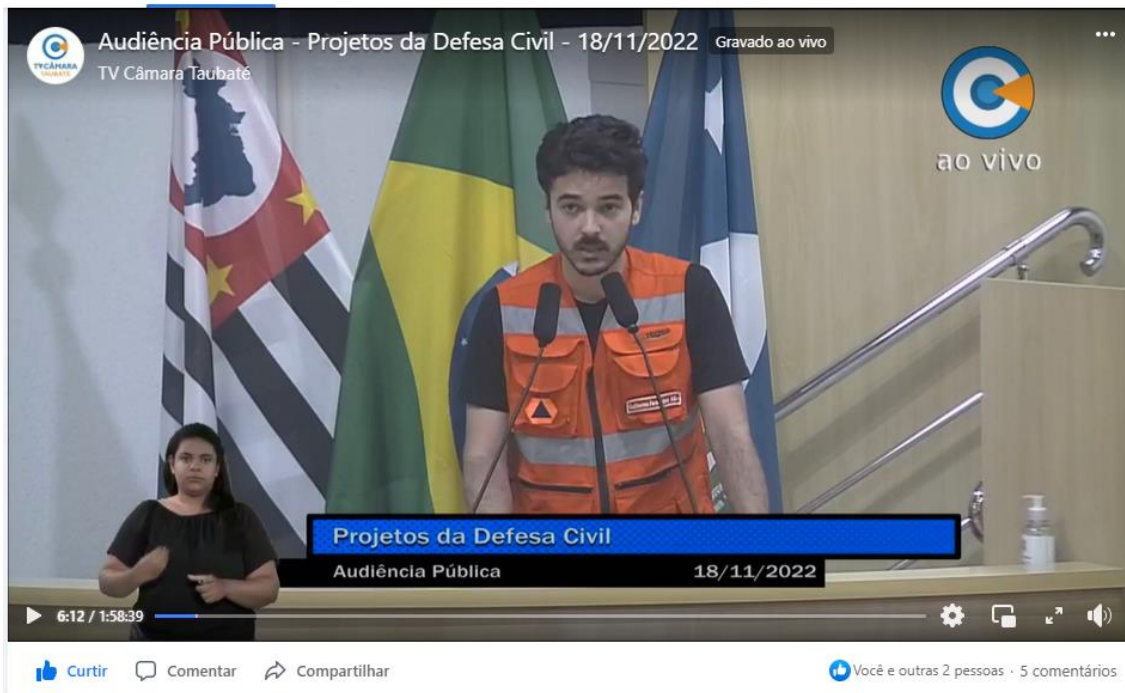 Audiência Pública - Projetos da Defesa Civil - 18/11/2022 Gravado ao vivo
TV Câmara Taubaté
TV CÂMARA
TAUBATÉ
ao vivo
Projetos da Defesa Civil
Audiência Pública 18/11/2022
6:12 / 1:58:39
Curtir Comentar Compartilhar Você e outras 2 pessoas · 5 comentários